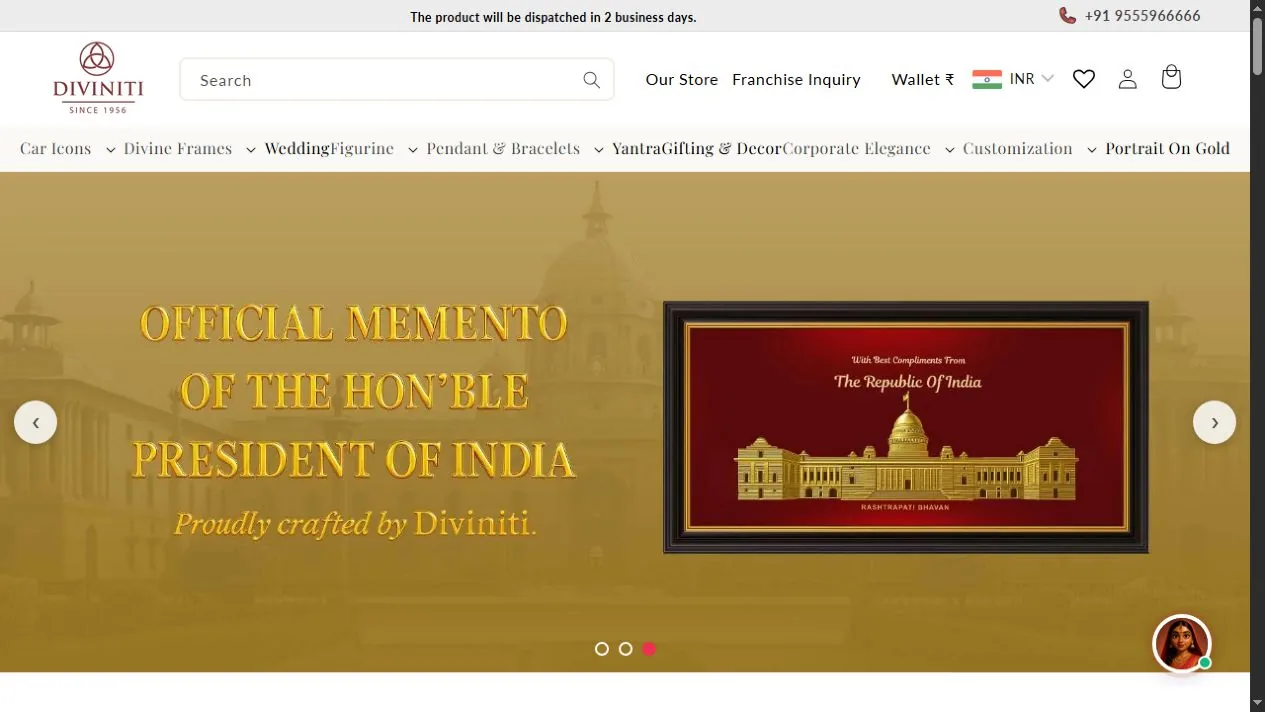 The product will be dispatched in 2 business days.
+91 9555966666
DIVINITI
SINCE 1956
Search
Our Store
Franchise Inquiry
Wallet ₹
INR
Car Icons
Divine Frames
Wedding
Figurine
Pendant & Bracelets
Yantra
Gifting & Decor
Corporate Elegance
Customization
Portrait On Gold
OFFICIAL MEMENTO
OF THE HON’BLE
PRESIDENT OF INDIA
Proudly crafted by Diviniti.
With Best Compliments From
The Republic Of India
RASHTRAPATI BHAVAN